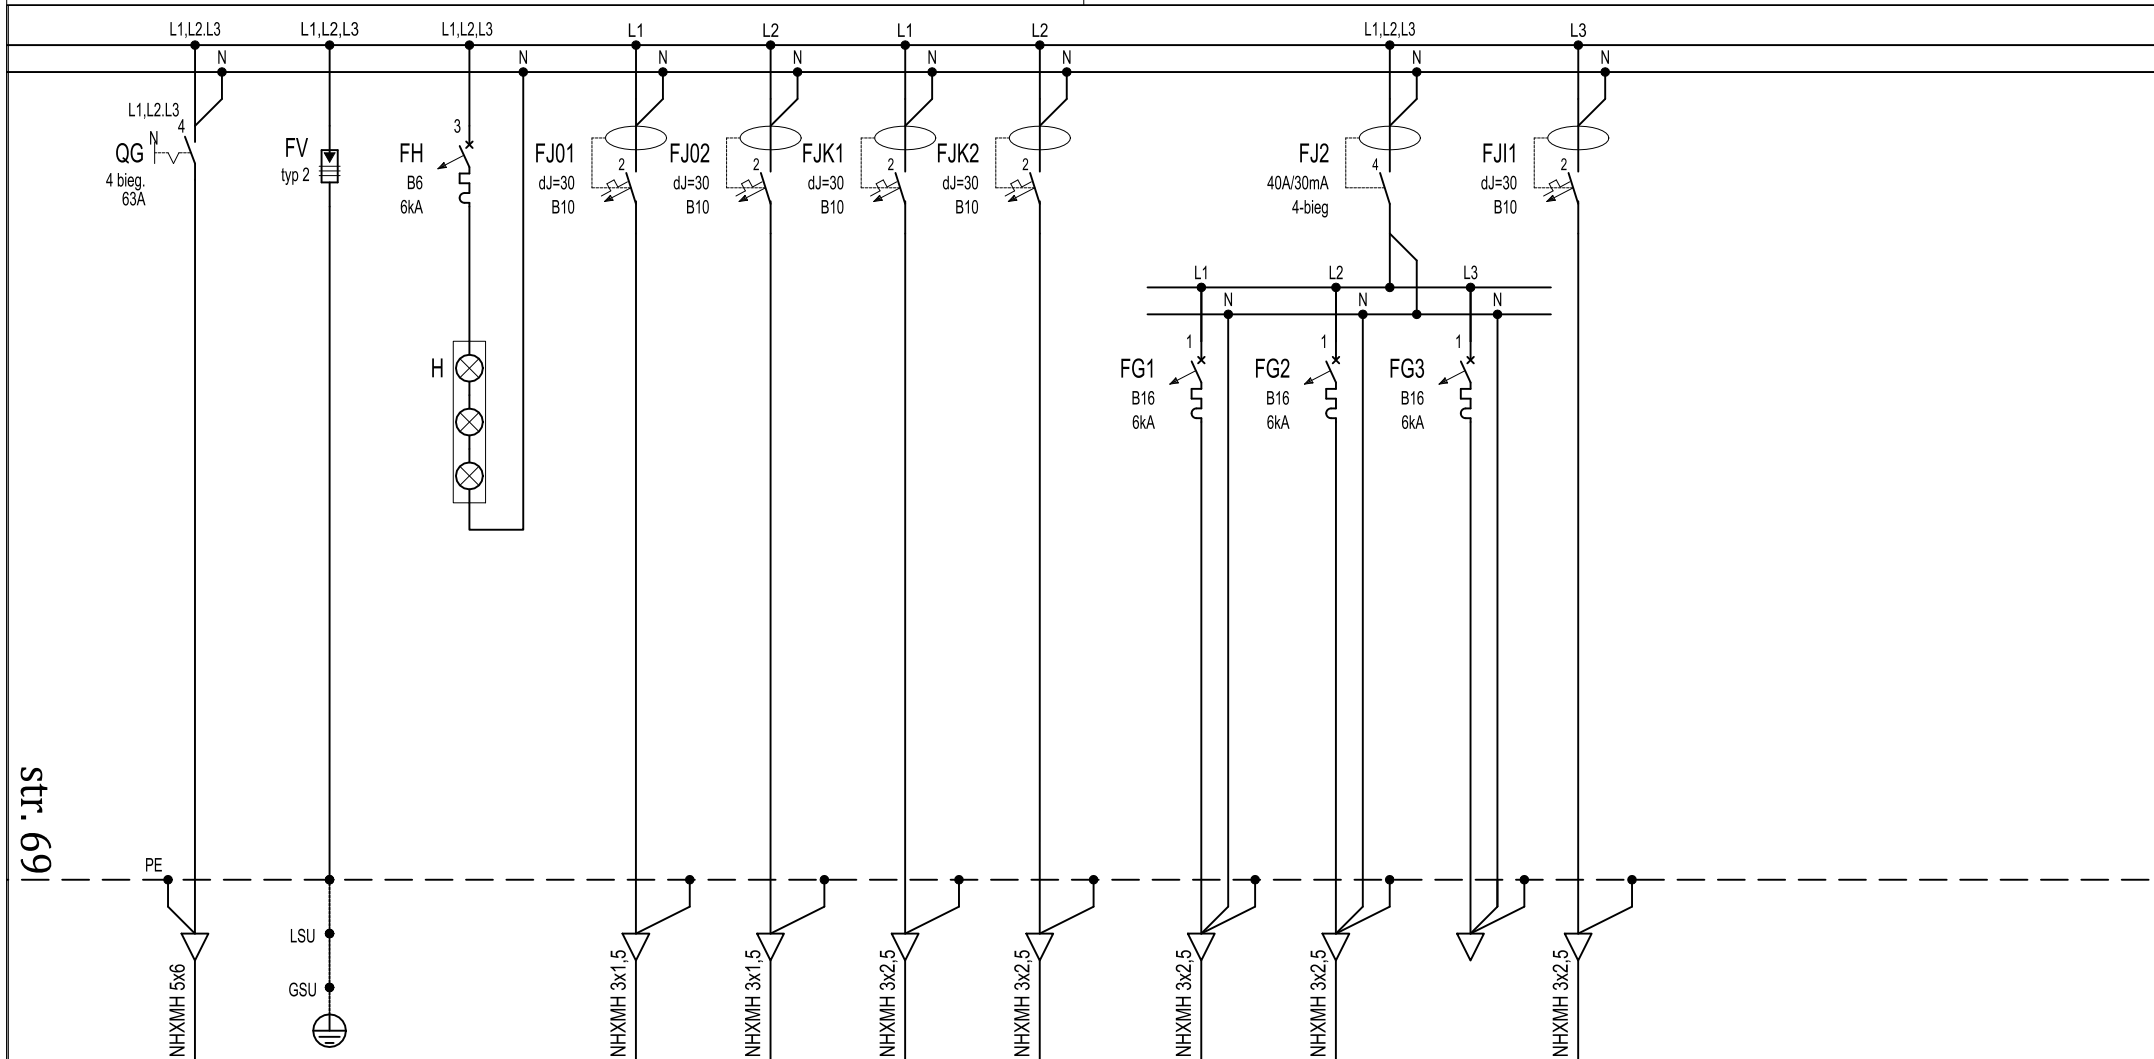 L1,L2.L3
L1,L2,L3
L1,L2,L3
L1
L2
L1
L2
L1,L2,L3
L3
N
N
N
N
N
N
N
N
L1,L2.L3
4
N
QG
4 bieg.
63A
FV
typ 2
3
FH
B6
6kA
2
FJ01
dJ=30
B10
2
FJ02
dJ=30
B10
2
FJK1
dJ=30
B10
2
FJK2
dJ=30
B10
4
FJ2
40A/30mA
4-bieg
2
FJI1
dJ=30
B10
L1
L2
L3
N
N
N
H
1
FG1
B16
6kA
1
FG2
B16
6kA
1
FG3
B16
6kA
str. 69
PE
LSU
GSU
NHXMH 5x6
NHXMH 3x1,5
NHXMH 3x1,5
NHXMH 3x2,5
NHXMH 3x2,5
NHXMH 3x2,5
NHXMH 3x2,5
NHXMH 3x2,5